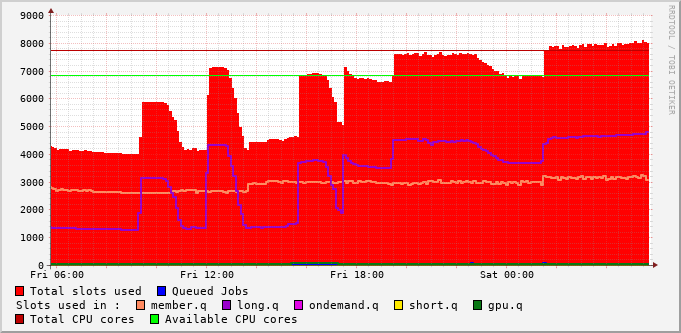 9000
8000
7000
6000
5000
4000
3000
2000
1000
0
Fri 06:00 Fri 12:00 Fri 18:00 Sat 00:00
Total slots used Queued Jobs
Slots used in : member.q long.q ondemand.q short.q gpu.q
Total CPU cores Available CPU cores
RRDTOOL / TOBI OETIKER